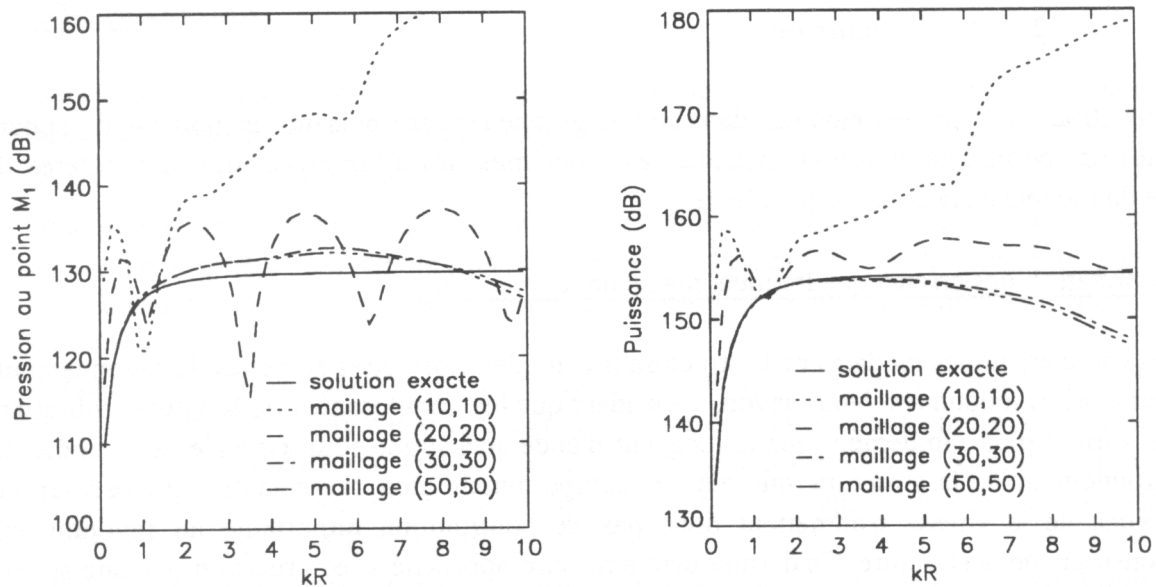 160
150
140
130
120
110
100
Pression au point M₁ (dB)
0 1 2 3 4 5 6 7 8 9 10
kR
solution exacte
maillage (10,10)
maillage (20,20)
maillage (30,30)
maillage (50,50)
180
170
160
150
140
130
Puissance (dB)
0 1 2 3 4 5 6 7 8 9 10
kR
solution exacte
maillage (10,10)
maillage (20,20)
maillage (30,30)
maillage (50,50)